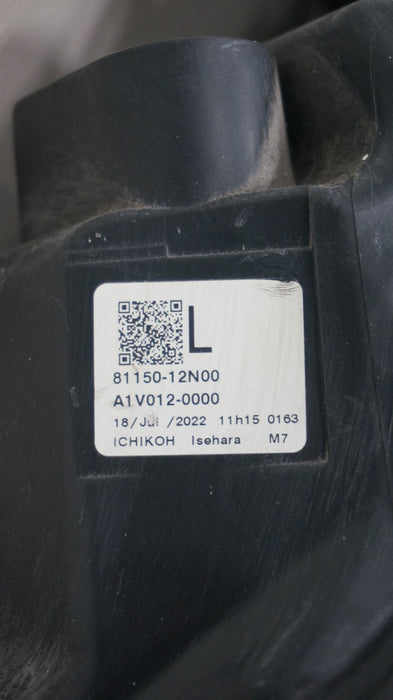 L
81150-12N00
A1V012-0000
18/Jul /2022 11h15 0163
ICHIKOH Isehara M7